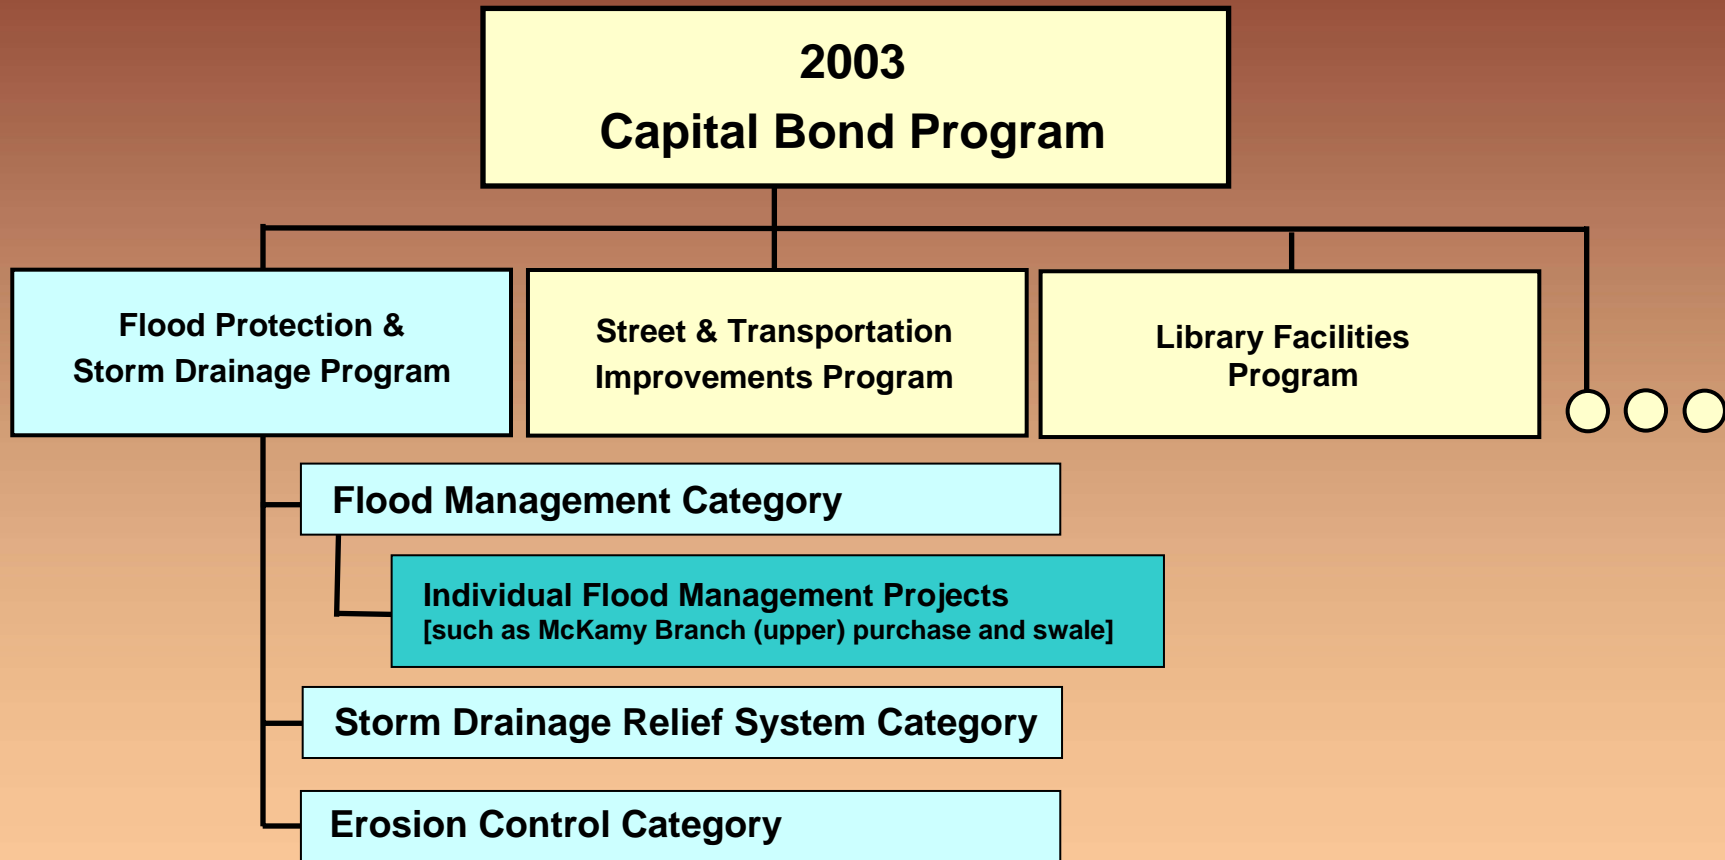 2003
Capital Bond Program
Flood Protection &
Storm Drainage Program
Street & Transportation
Improvements Program
Library Facilities
Program
Flood Management Category
Individual Flood Management Projects
[such as McKamy Branch (upper) purchase and swale]
Storm Drainage Relief System Category
Erosion Control Category